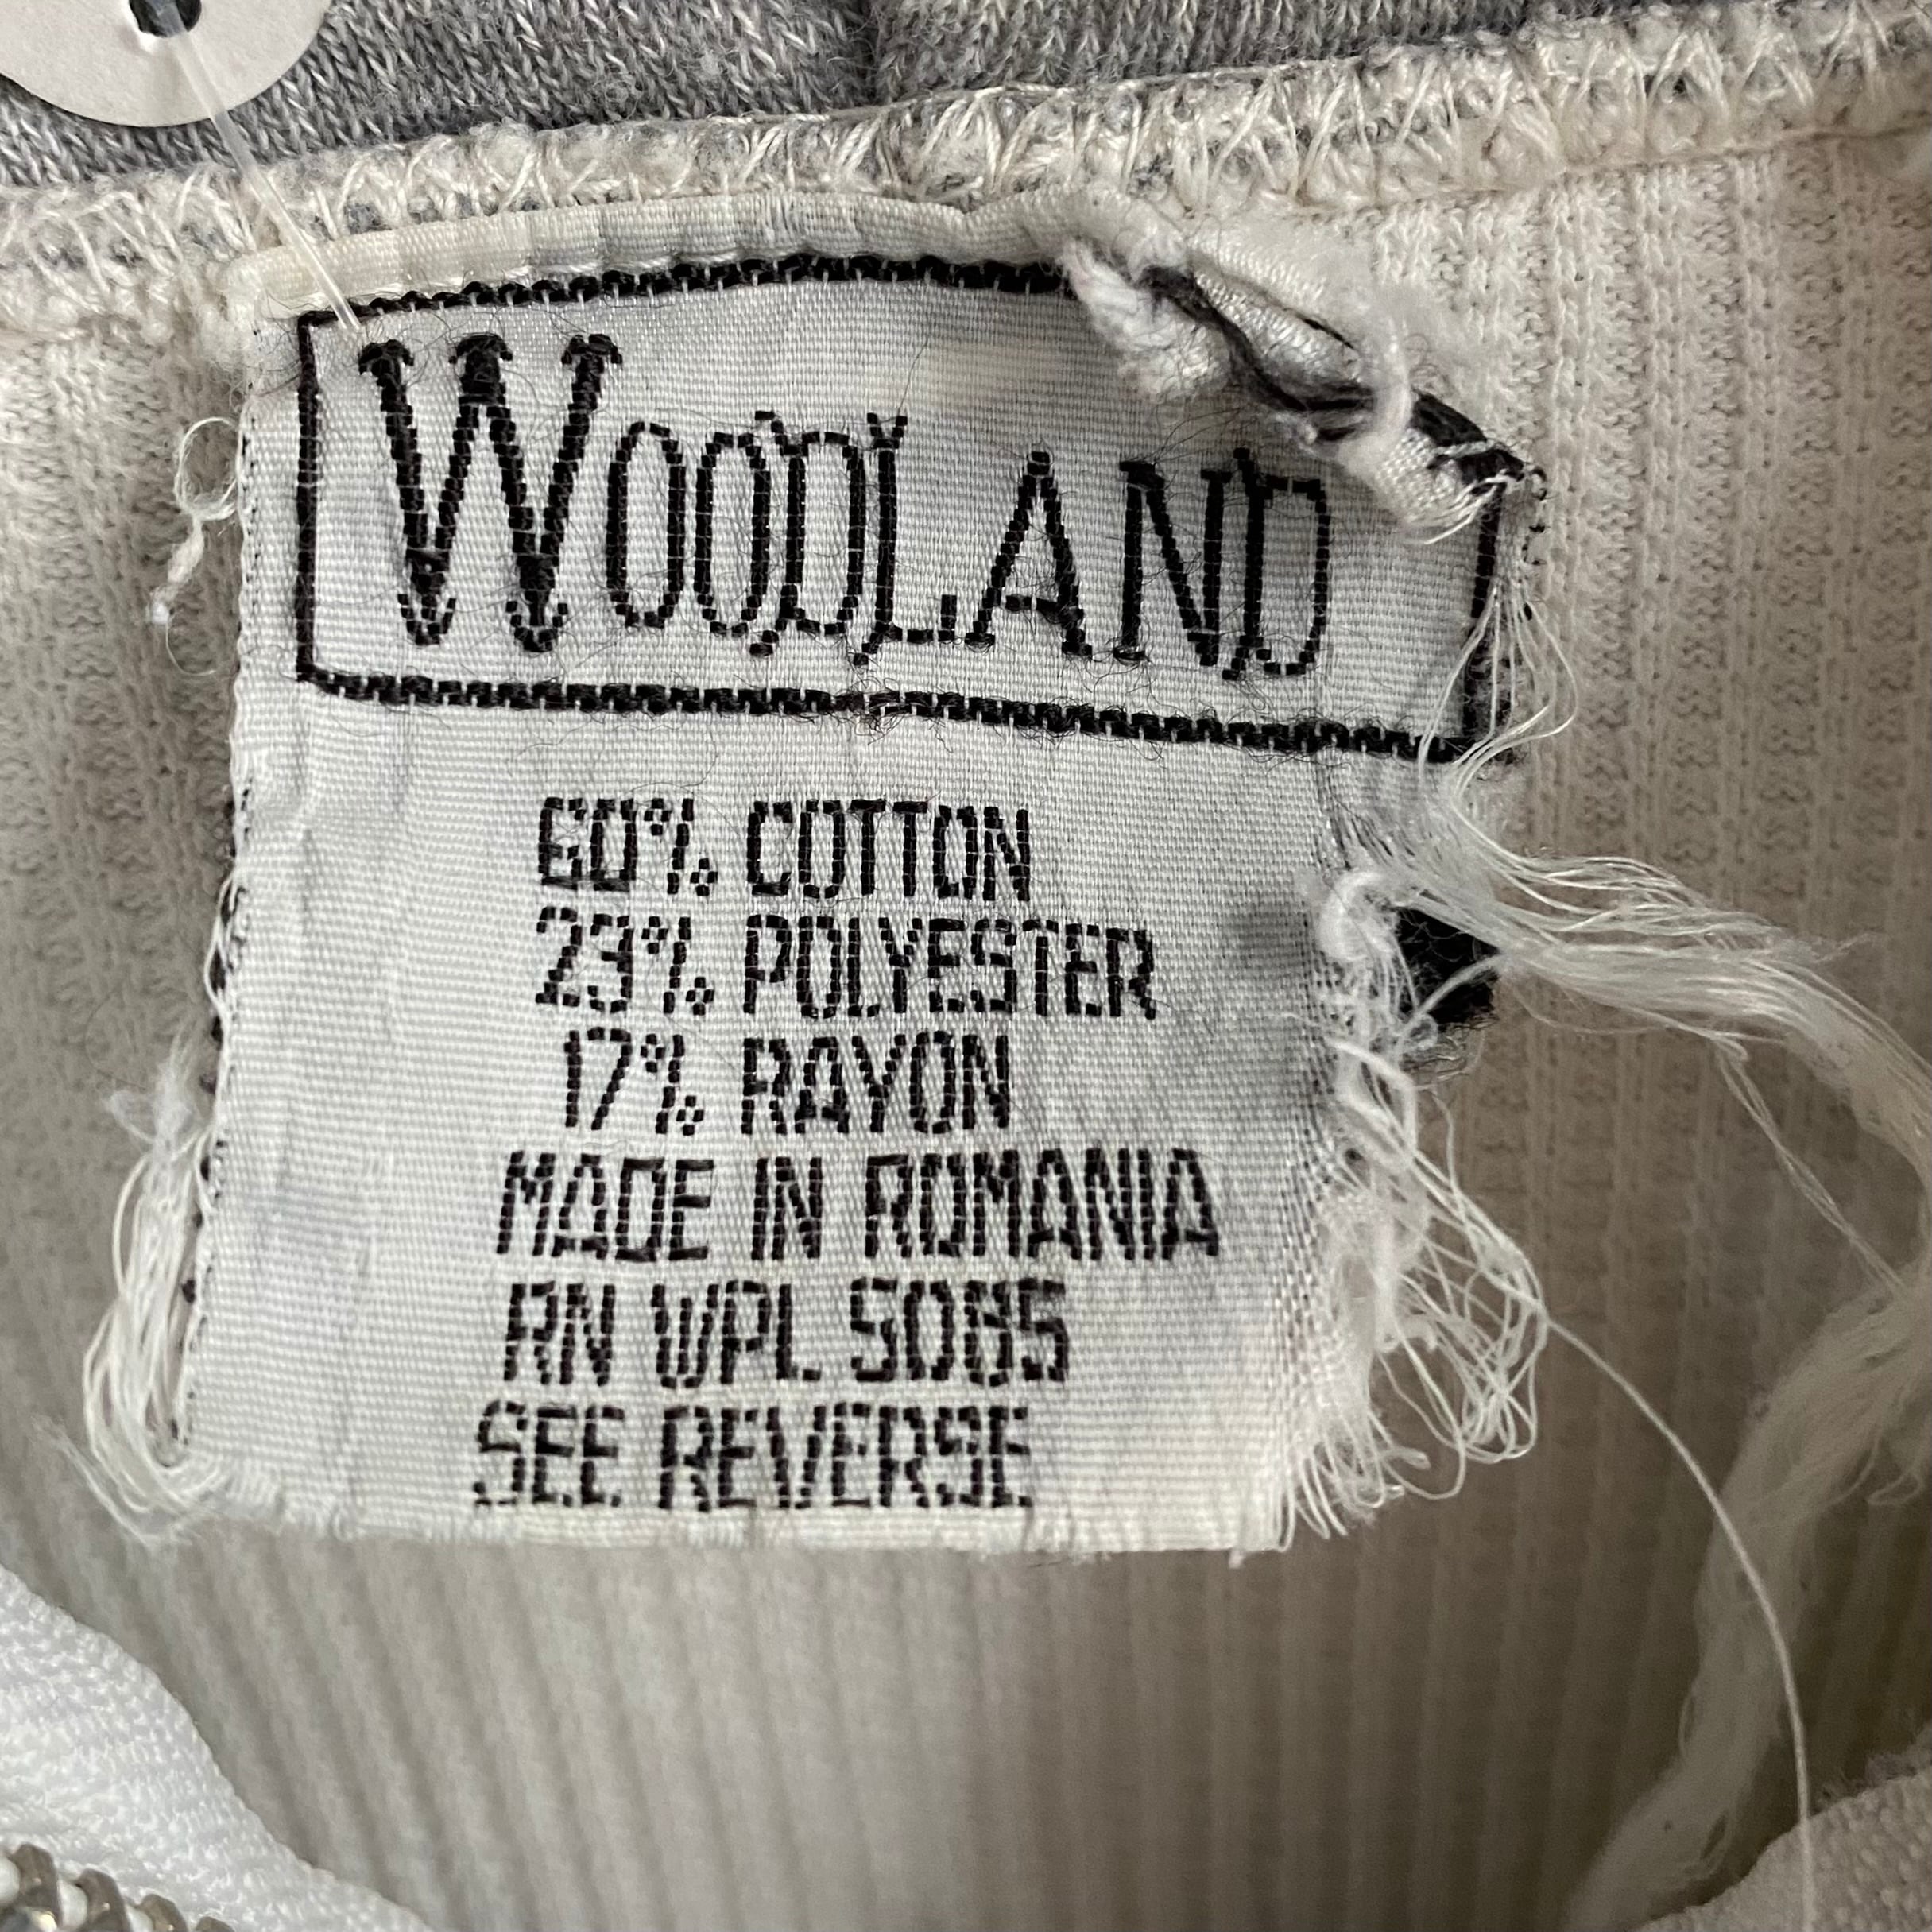 WOODLAND
60% COTTON
23% POLYESTER
17% RAYON
MADE IN ROMANIA
RN WPL 5085
SEE REVERSE